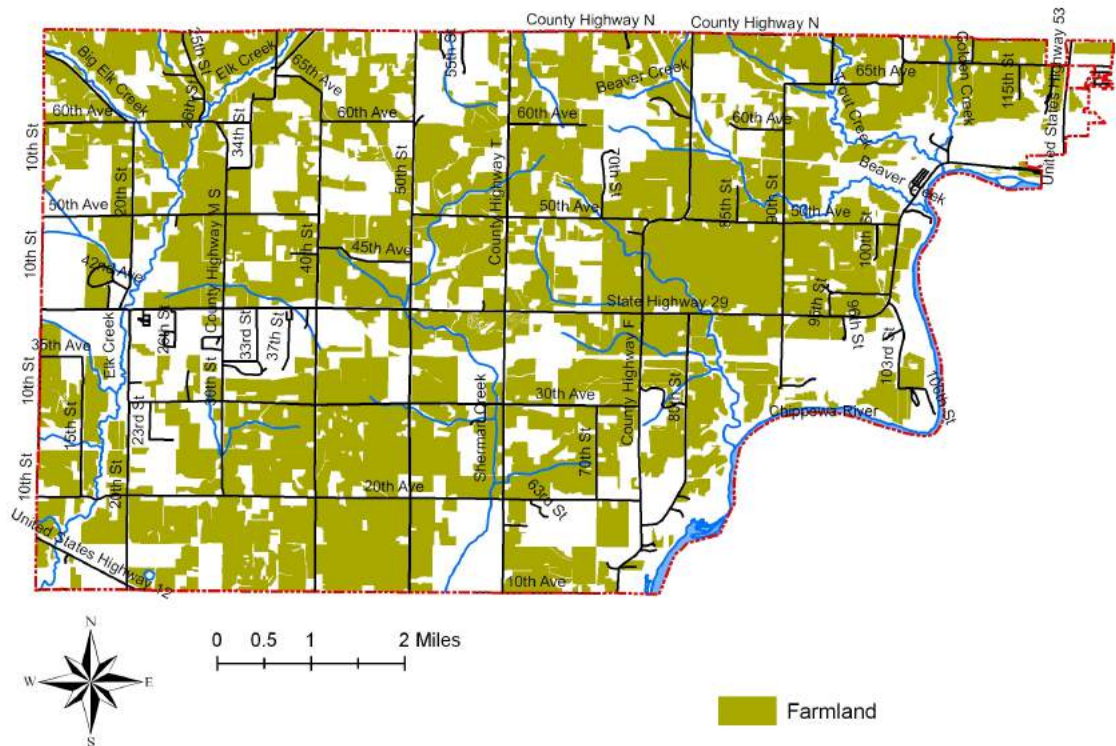 County Highway N
County Highway N
United States Highway 53
Big Elk Creek
25th St
Elk Creek
65th Ave
55th St
Beaver Creek
Trout Creek
65th Ave
Golden Creek
115th St
60th Ave
26th St
34th St
60th Ave
60th Ave
60th Ave
10th St
20th St
County Highway M S
50th St
County Highway T
70th St
85th St
90th St
Beaver Creek
50th Ave
50th Ave
50th Ave
10th St
42nd Ave
40th St
45th Ave
100th St
State Highway 29
95th St
96th St
103rd St
35th Ave
Elk Creek
33rd St
37th St
30th St
10th St
15th St
23rd St
30th Ave
Sherman Creek
County Highway F
80th St
70th St
Chippewa River
10th St
20th St
20th Ave
63rd St
United States Highway 12
10th Ave
N
W
E
S
0 0.5 1 2 Miles
Farmland